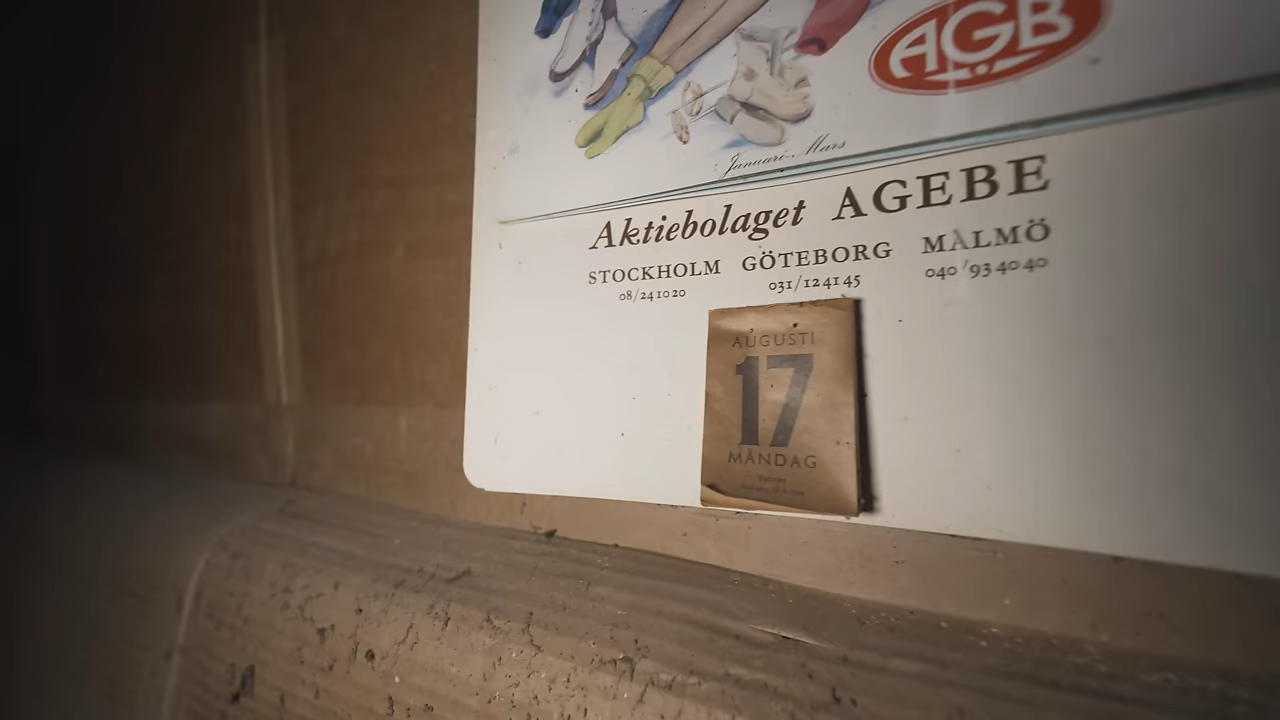 AGB
Januari-Mars
Aktiebolaget AGEBE
STOCKHOLM GÖTEBORG MALMÖ
08/241020 031/124145 040/934040
AUGUSTI
17
MÅNDAG